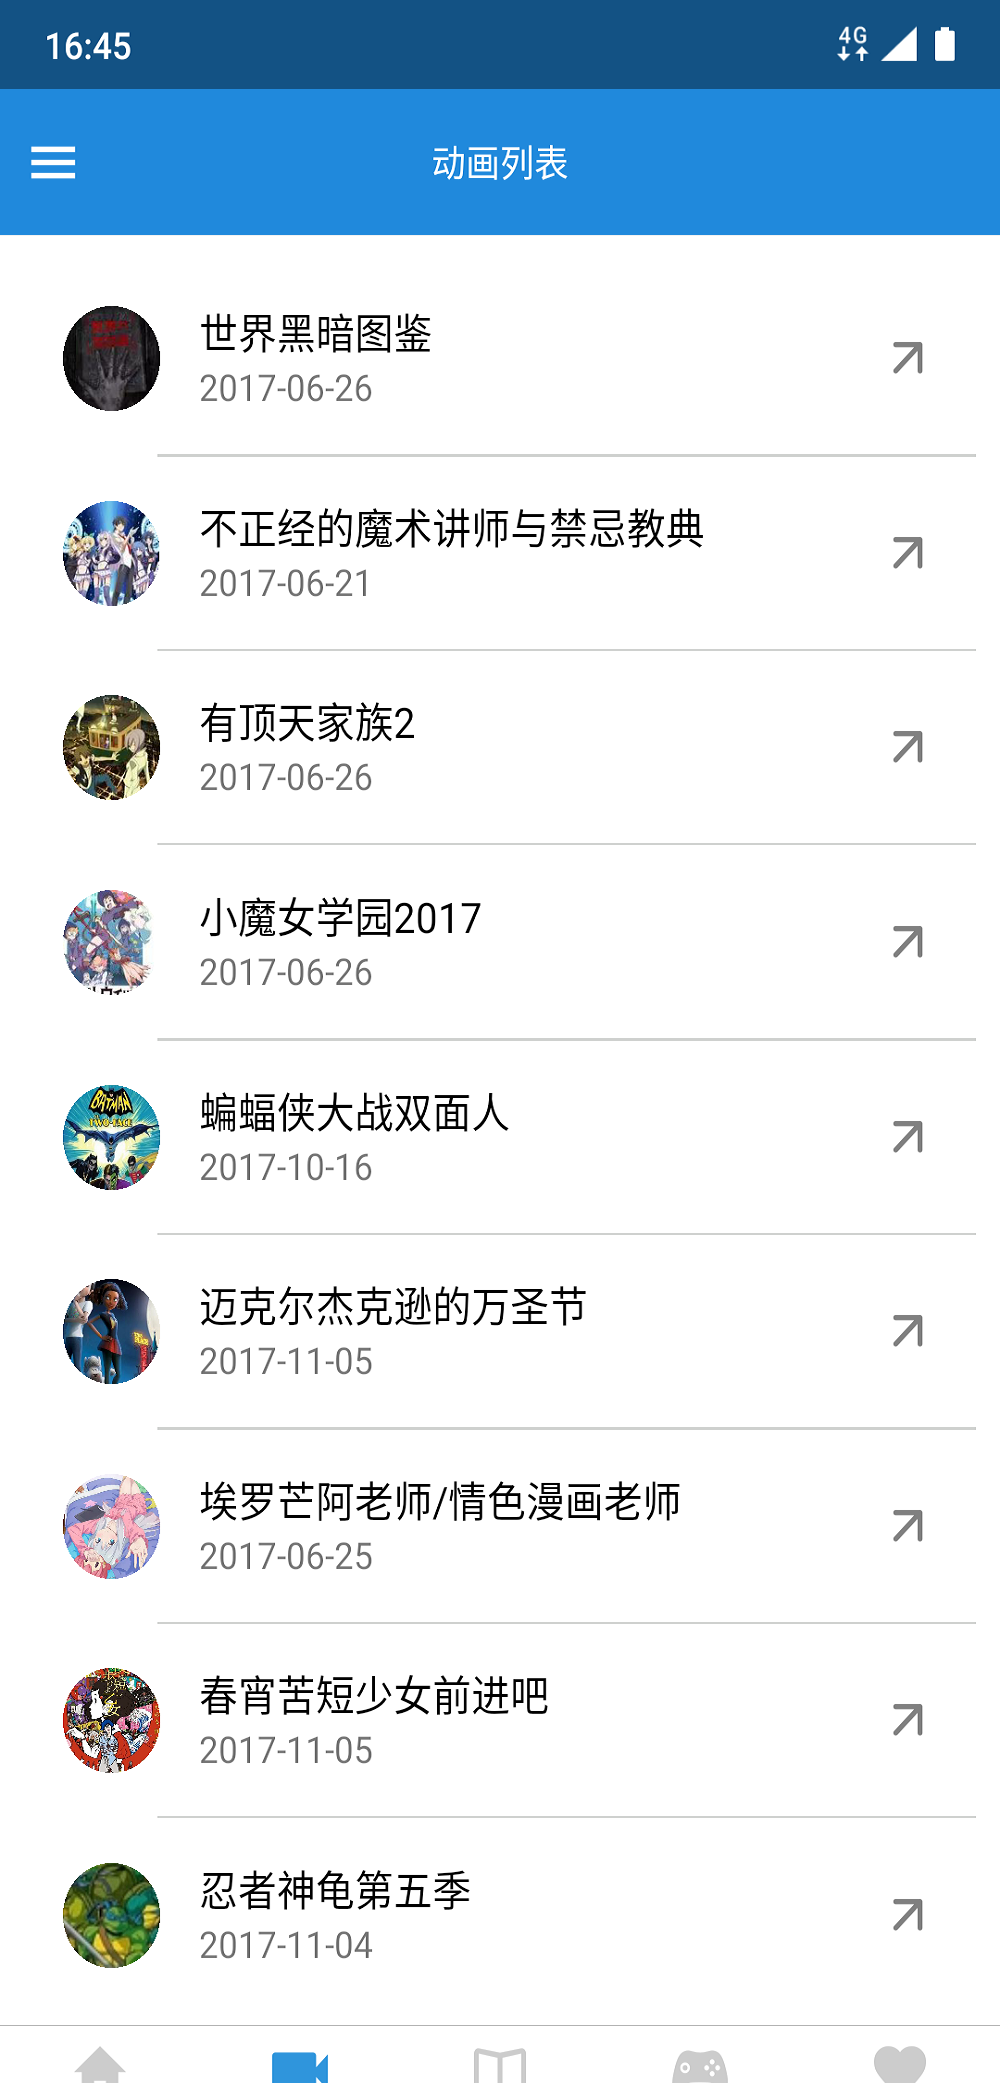 16:45
4G
动画列表
世界黑暗图鉴
2017-06-26
不正经的魔术讲师与禁忌教典
2017-06-21
有顶天家族2
2017-06-26
小魔女学园2017
2017-06-26
BATMAN
TWO-FACE
蝙蝠侠大战双面人
2017-10-16
迈克尔杰克逊的万圣节
2017-11-05
埃罗芒阿老师/情色漫画老师
2017-06-25
春宵苦短少女前进吧
2017-11-05
忍者神龟第五季
2017-11-04